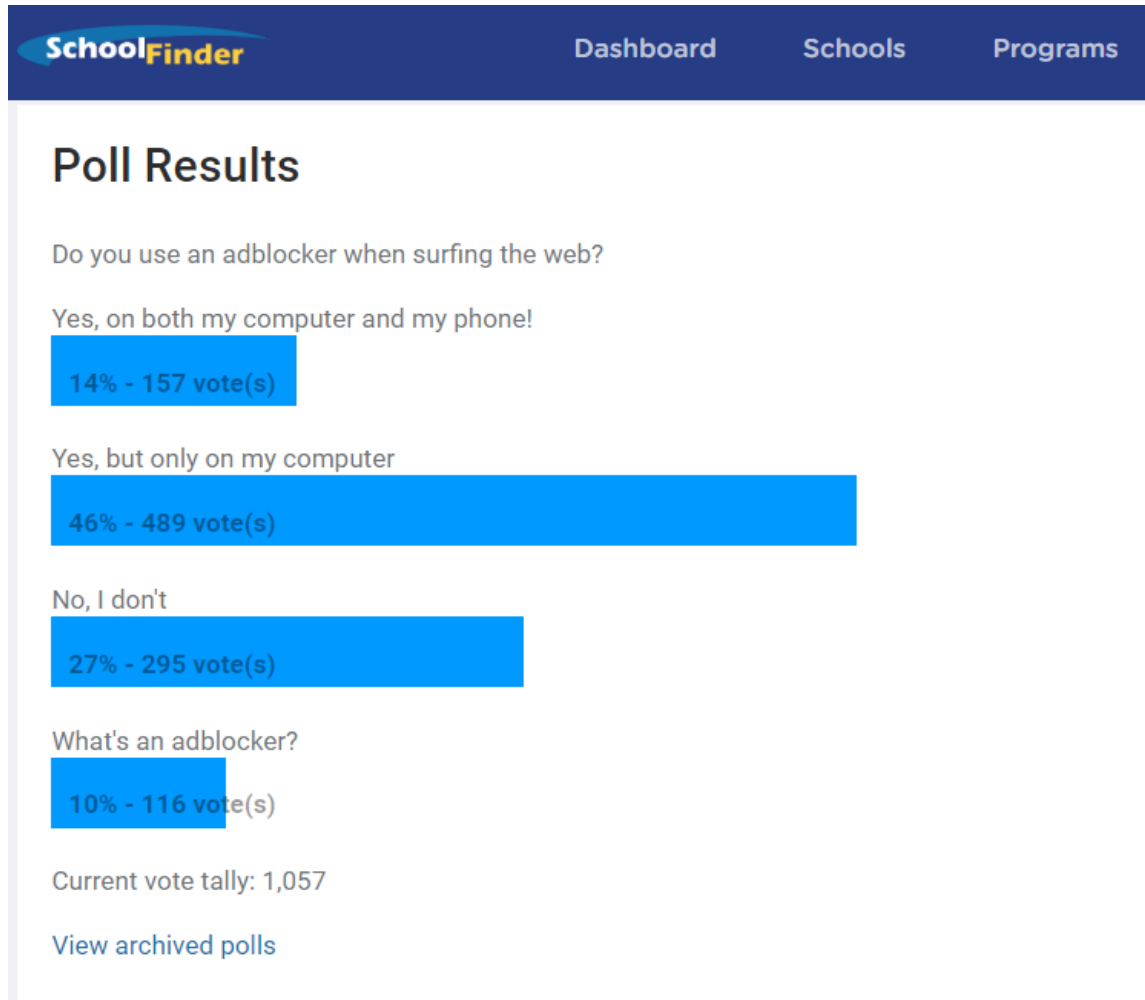 SchoolFinder Dashboard Schools Programs
Poll Results
Do you use an adblocker when surfing the web?
Yes, on both my computer and my phone!
14% - 157 vote(s)
Yes, but only on my computer
46% - 489 vote(s)
No, I don't
27% - 295 vote(s)
What's an adblocker?
10% - 116 vote(s)
Current vote tally: 1,057
View archived polls